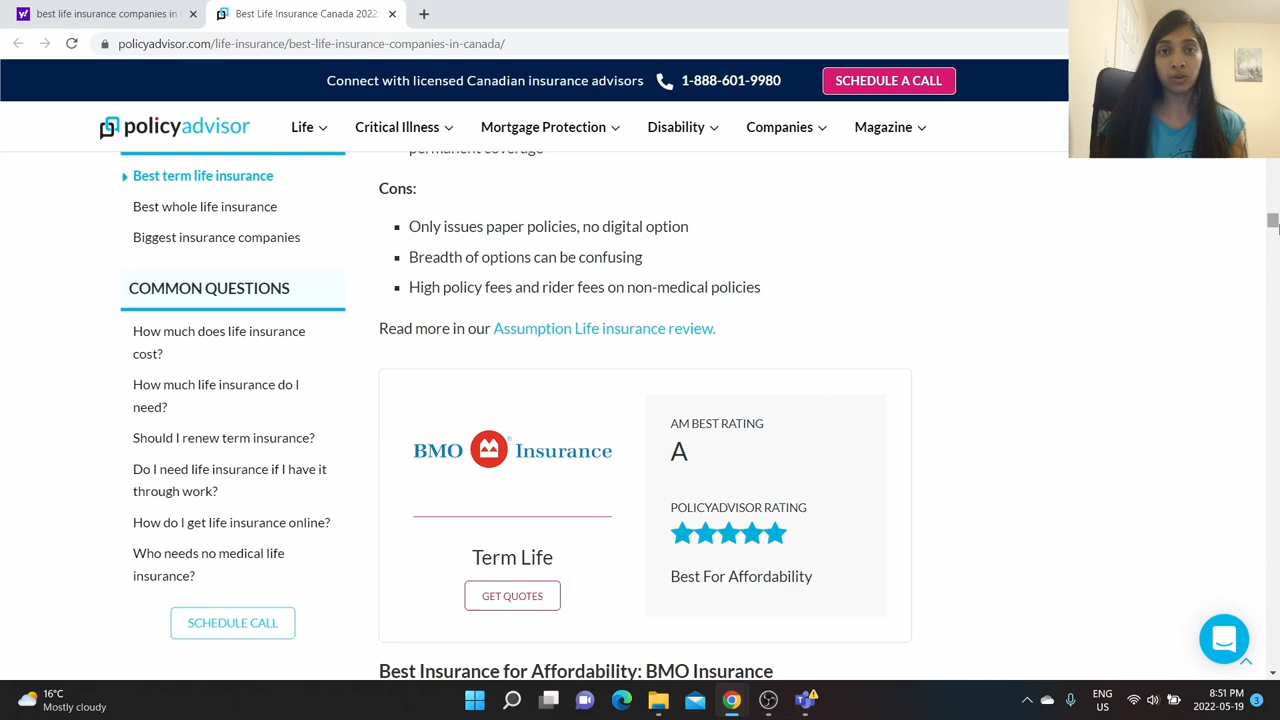 best life insurance companies in
Best Life Insurance Canada 2022:
policyadvisor.com/life-insurance/best-life-insurance-companies-in-canada/
Connect with licensed Canadian insurance advisors 1-888-601-9980 SCHEDULE A CALL
policyadvisor Life Critical Illness Mortgage Protection Disability Companies Magazine
Best term life insurance
Best whole life insurance
Biggest insurance companies
COMMON QUESTIONS
How much does life insurance
cost?
How much life insurance do I
need?
Should I renew term insurance?
Do I need life insurance if I have it
through work?
How do I get life insurance online?
Who needs no medical life
insurance?
SCHEDULE CALL
permanent coverage
Cons:
Only issues paper policies, no digital option
Breadth of options can be confusing
High policy fees and rider fees on non-medical policies
Read more in our Assumption Life insurance review.
BMO Insurance
Term Life
GET QUOTES
AM BEST RATING
A
POLICYADVISOR RATING
Best For Affordability
Best Insurance for Affordability: BMO Insurance
16°C
Mostly cloudy
ENG
US
8:51 PM
2022-05-19
3